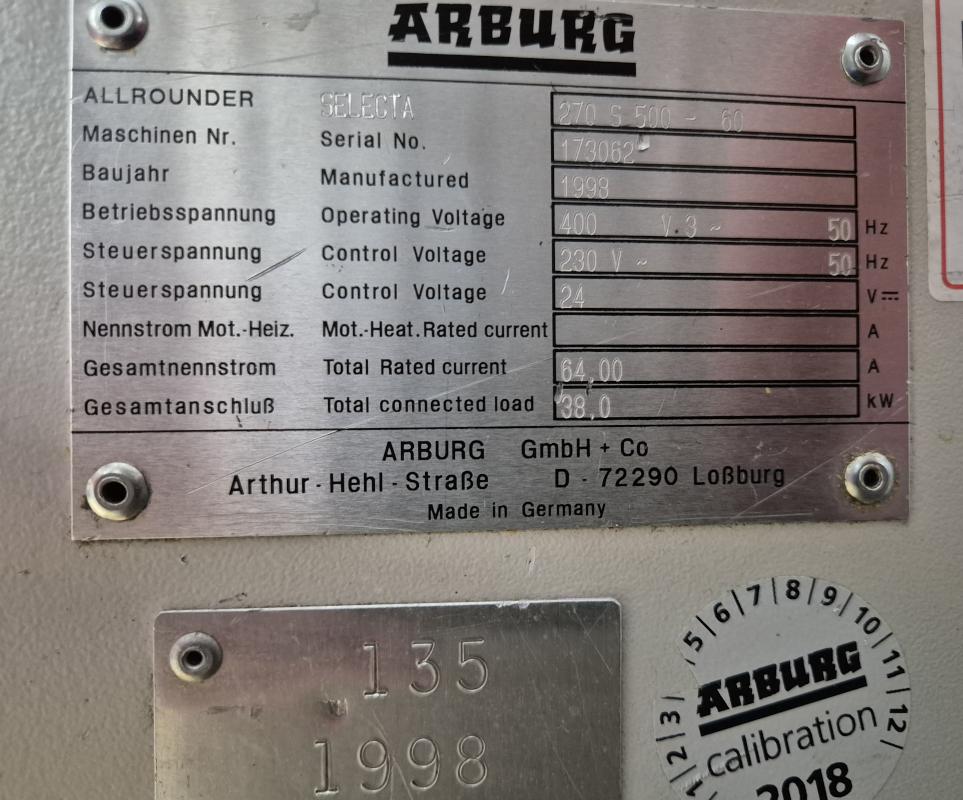 ARBURG
ALLROUNDER SELECTA 270 S 500 - 60
Maschinen Nr. Serial No. 173062
Baujahr Manufactured 1998
Betriebsspannung Operating Voltage 400 V 3 ~ 50 Hz
Steuerspannung Control Voltage 230 V ~ 50 Hz
Steuerspannung Control Voltage 24 V ⎓
Nennstrom Mot.-Heiz. Mot.-Heat.Rated current A
Gesamtnennstrom Total Rated current 64,00 A
Gesamtanschluß Total connected load 38,0 kW
ARBURG GmbH + Co
Arthur - Hehl - Straße D - 72290 Loßburg
Made in Germany
135
1998
1|2|3| 5|6|7|8|9|10|11|12|
ARBURG
calibration
2018